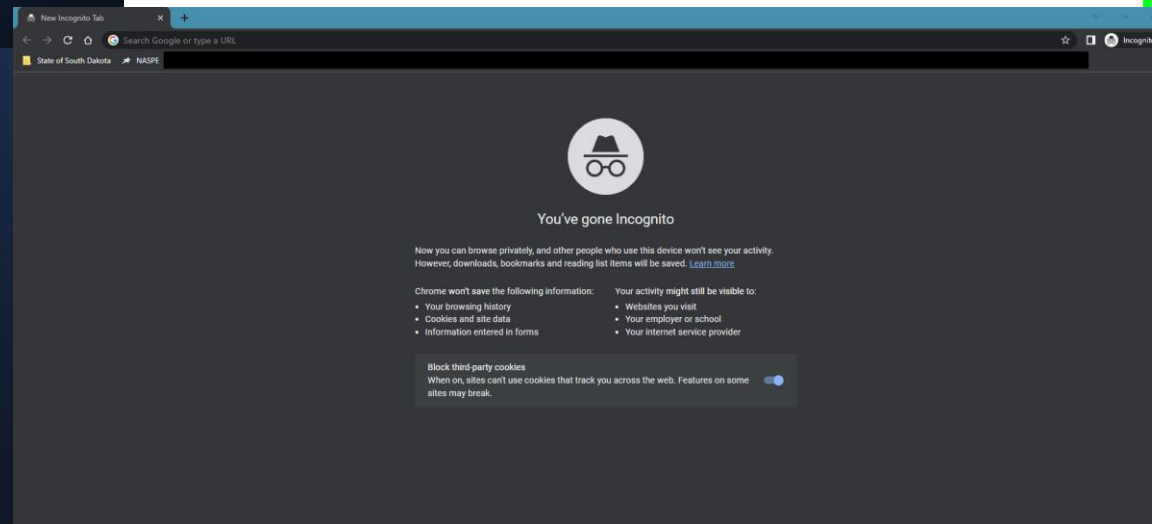 New Incognito Tab
Search Google or type a URL
Incognito
State of South Dakota NASPE
You've gone Incognito
Now you can browse privately, and other people who use this device won't see your activity.
However, downloads, bookmarks and reading list items will be saved. Learn more
Chrome won't save the following information:
• Your browsing history
• Cookies and site data
• Information entered in forms
Your activity might still be visible to:
• Websites you visit
• Your employer or school
• Your internet service provider
Block third-party cookies
When on, sites can't use cookies that track you across the web. Features on some
sites may break.